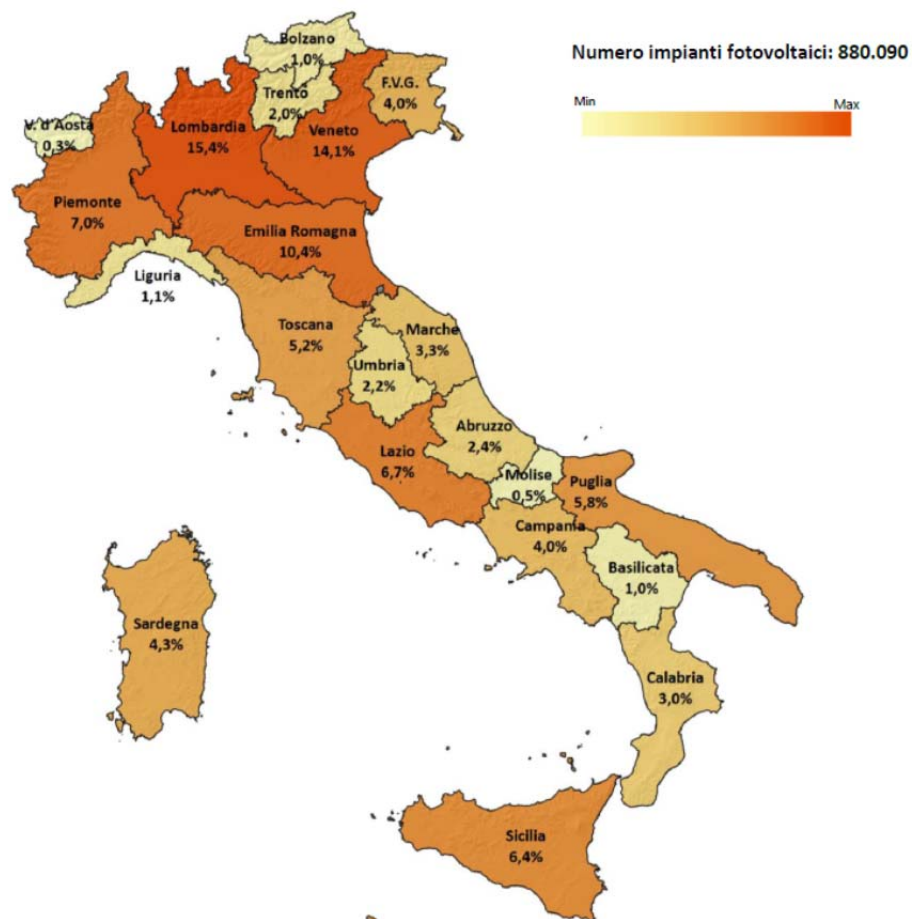 Numero impianti fotovoltaici: 880.090
Min
Max
Bolzano
1,0%
Trento
2,0%
F.V.G.
4,0%
V. d'Aosta
0,3%
Lombardia
15,4%
Veneto
14,1%
Piemonte
7,0%
Emilia Romagna
10,4%
Liguria
1,1%
Toscana
5,2%
Marche
3,3%
Umbria
2,2%
Abruzzo
2,4%
Lazio
6,7%
Molise
0,5%
Puglia
5,8%
Campania
4,0%
Basilicata
1,0%
Sardegna
4,3%
Calabria
3,0%
Sicilia
6,4%